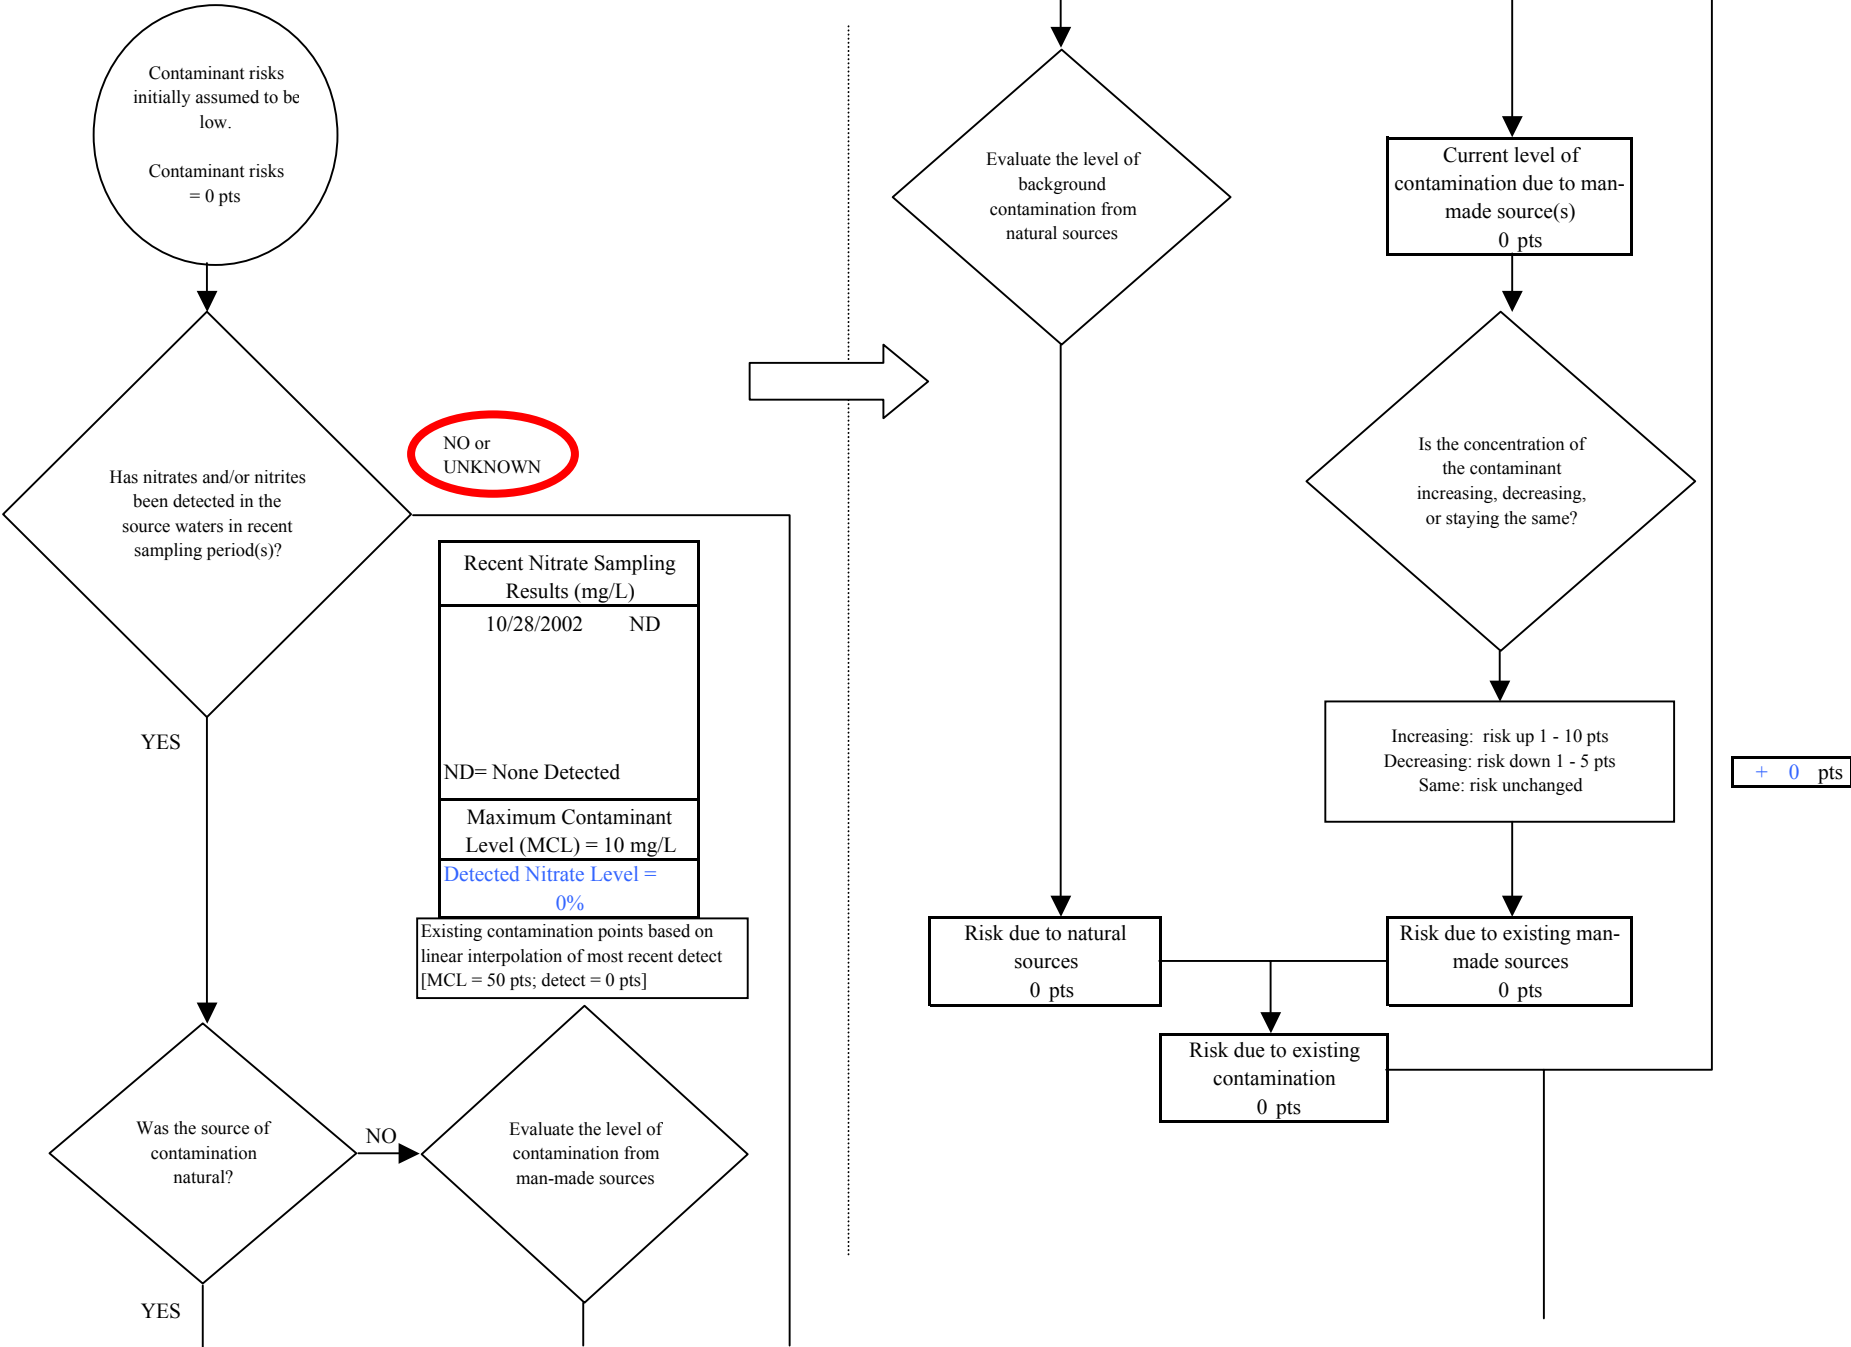 Contaminant risks
initially assumed to be
low.
Contaminant risks
= 0 pts
Has nitrates and/or nitrites
been detected in the
source waters in recent
sampling period(s)?
NO or
UNKNOWN
YES
Recent Nitrate Sampling
Results (mg/L)
10/28/2002 ND
ND= None Detected
Maximum Contaminant
Level (MCL) = 10 mg/L
Detected Nitrate Level =
0%
Existing contamination points based on
linear interpolation of most recent detect
[MCL = 50 pts; detect = 0 pts]
Was the source of
contamination
natural?
NO
Evaluate the level of
contamination from
man-made sources
YES
Evaluate the level of
background
contamination from
natural sources
Current level of
contamination due to man-
made source(s)
0 pts
Is the concentration of
the contaminant
increasing, decreasing,
or staying the same?
Increasing: risk up 1 - 10 pts
Decreasing: risk down 1 - 5 pts
Same: risk unchanged
+ 0 pts
Risk due to natural
sources
0 pts
Risk due to existing man-
made sources
0 pts
Risk due to existing
contamination
0 pts